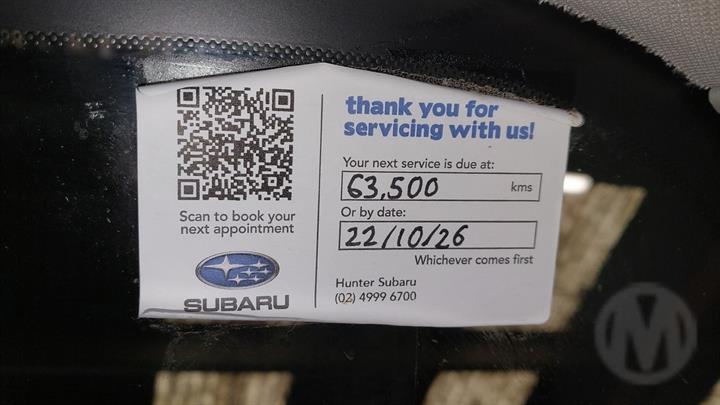 thank you for
servicing with us!
Your next service is due at:
63,500 kms
Or by date:
22/10/26
Whichever comes first
Hunter Subaru
(02) 4999 6700
Scan to book your
next appointment
SUBARU
M